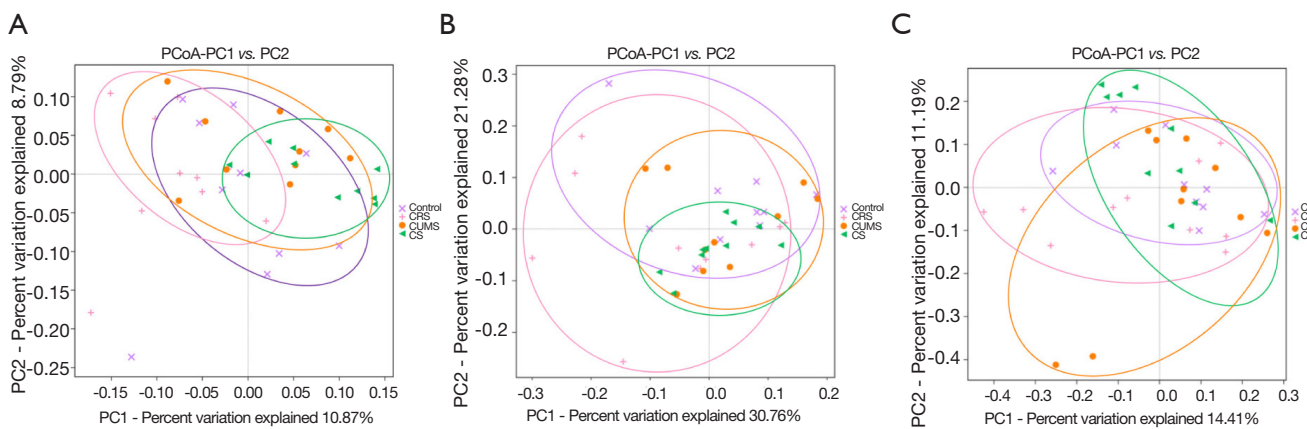 A
PCoA-PC1 vs. PC2
PC2 - Percent variation explained 8.79%
0.10
0.05
0.00
-0.05
-0.10
-0.15
-0.20
-0.25
-0.15
-0.10
-0.05
0.00
0.05
0.10
0.15
PC1 - Percent variation explained 10.87%
Control
CRS
CUMS
CS
B
PCoA-PC1 vs. PC2
PC2 - Percent variation explained 21.28%
0.3
0.2
0.1
0.0
-0.1
-0.2
-0.3
-0.2
-0.1
0.0
0.1
0.2
PC1 - Percent variation explained 30.76%
Control
CRS
CUMS
CS
C
PCoA-PC1 vs. PC2
PC2 - Percent variation explained 11.19%
0.2
0.1
0.0
-0.1
-0.2
-0.3
-0.4
-0.4
-0.3
-0.2
-0.1
0.0
0.1
0.2
0.3
PC1 - Percent variation explained 14.41%